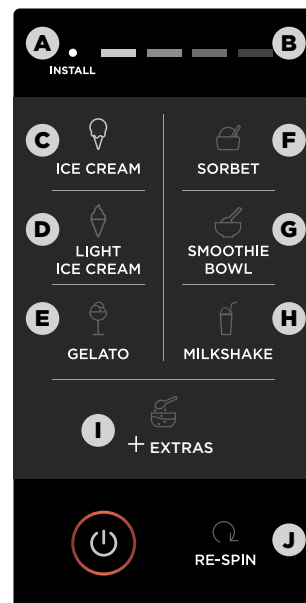 A B
INSTALL
C F
ICE CREAM SORBET
D G
LIGHT SMOOTHIE
ICE CREAM BOWL
E H
GELATO MILKSHAKE
I
+ EXTRAS
J
RE-SPIN